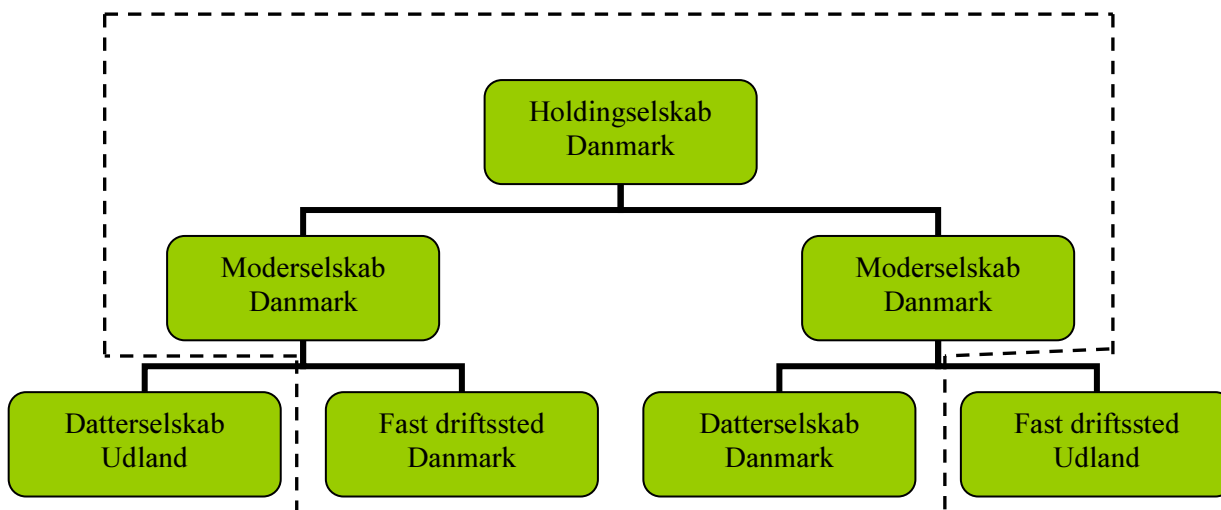 Holdingselskab
Danmark
Moderselskab
Danmark
Moderselskab
Danmark
Datterselskab
Udland
Fast driftssted
Danmark
Datterselskab
Danmark
Fast driftssted
Udland